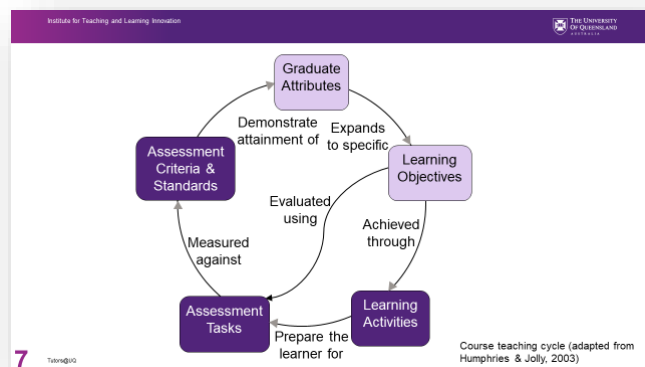 Institute for Teaching and Learning Innovation
THE UNIVERSITY
OF QUEENSLAND
AUSTRALIA
Graduate
Attributes
Demonstrate
attainment of
Expands
to specific
Assessment
Criteria &
Standards
Learning
Objectives
Evaluated
using
Achieved
through
Measured
against
Assessment
Tasks
Learning
Activities
Prepare the
learner for
Course teaching cycle (adapted from
Humphries & Jolly, 2003)
7
Tutors@UQ